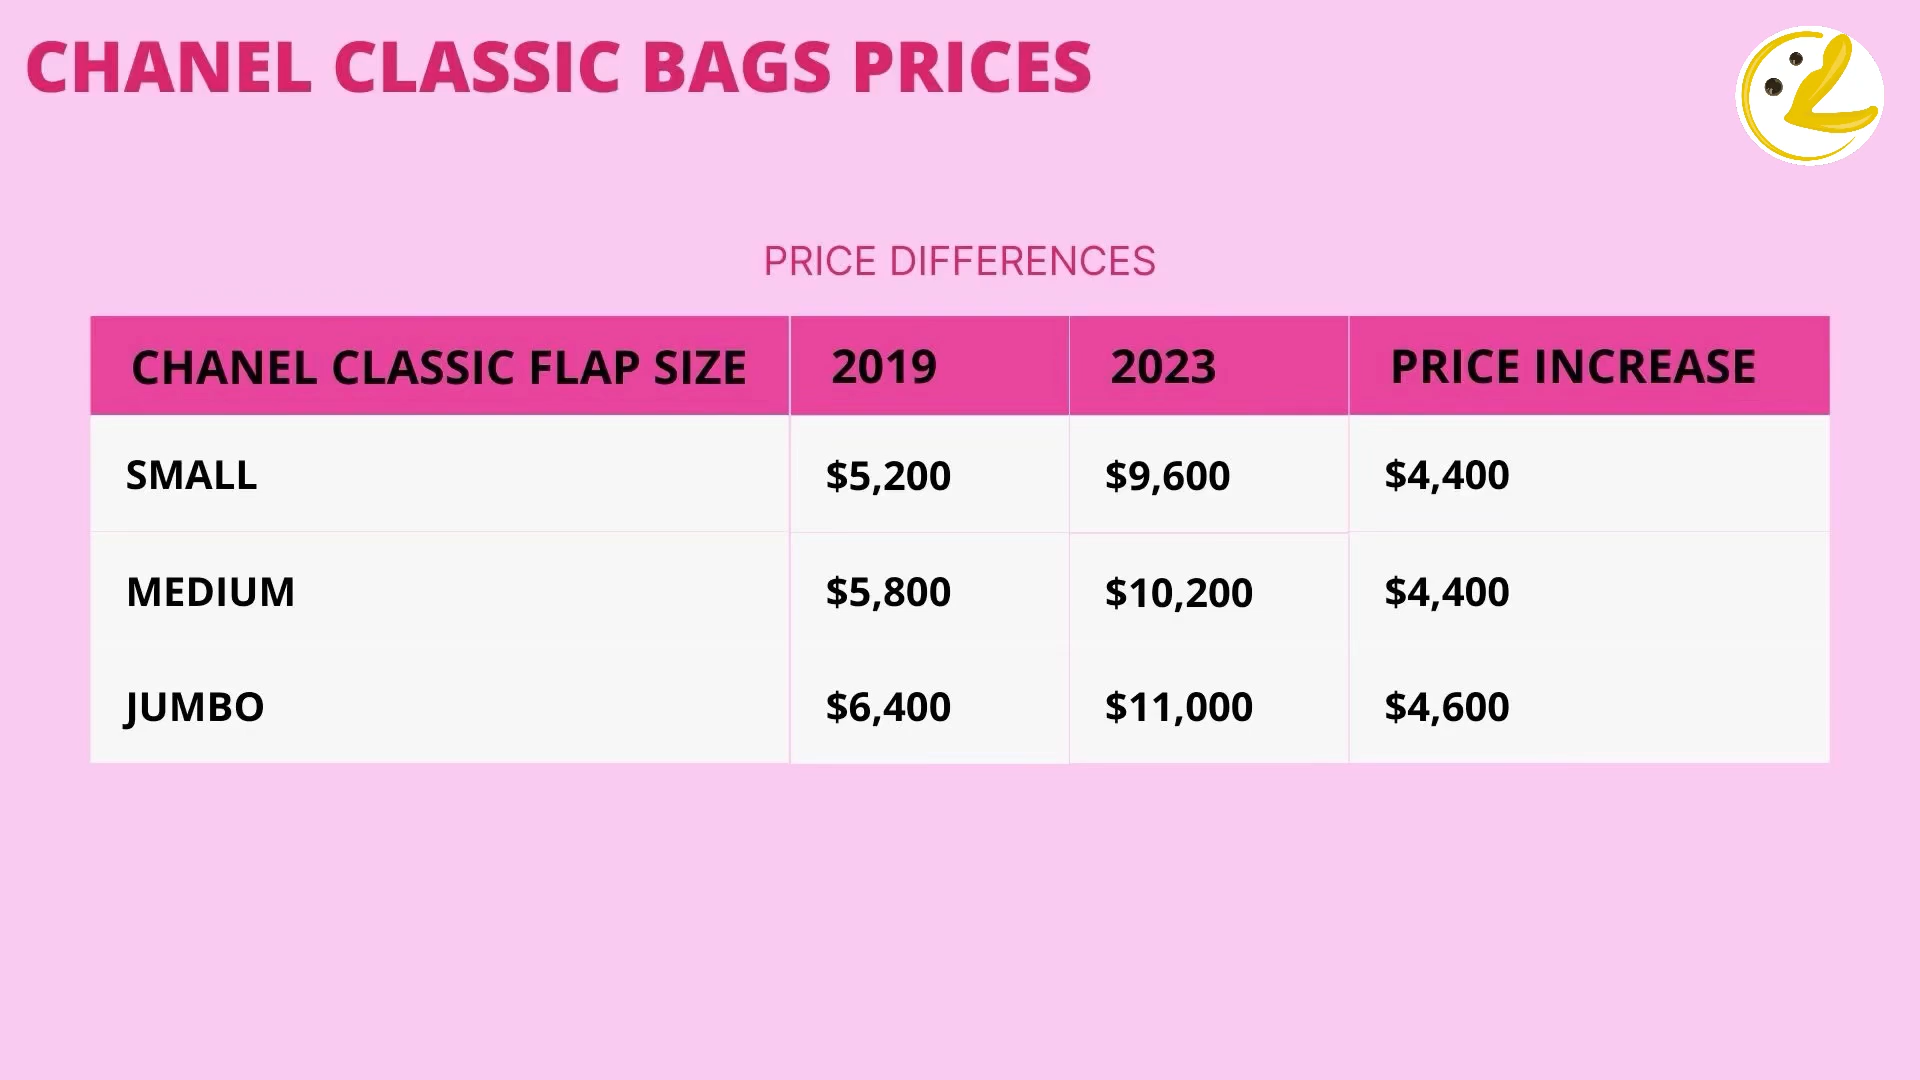 CHANEL CLASSIC BAGS PRICES
PRICE DIFFERENCES
CHANEL CLASSIC FLAP SIZE 2019 2023 PRICE INCREASE
SMALL $5,200 $9,600 $4,400
MEDIUM $5,800 $10,200 $4,400
JUMBO $6,400 $11,000 $4,600